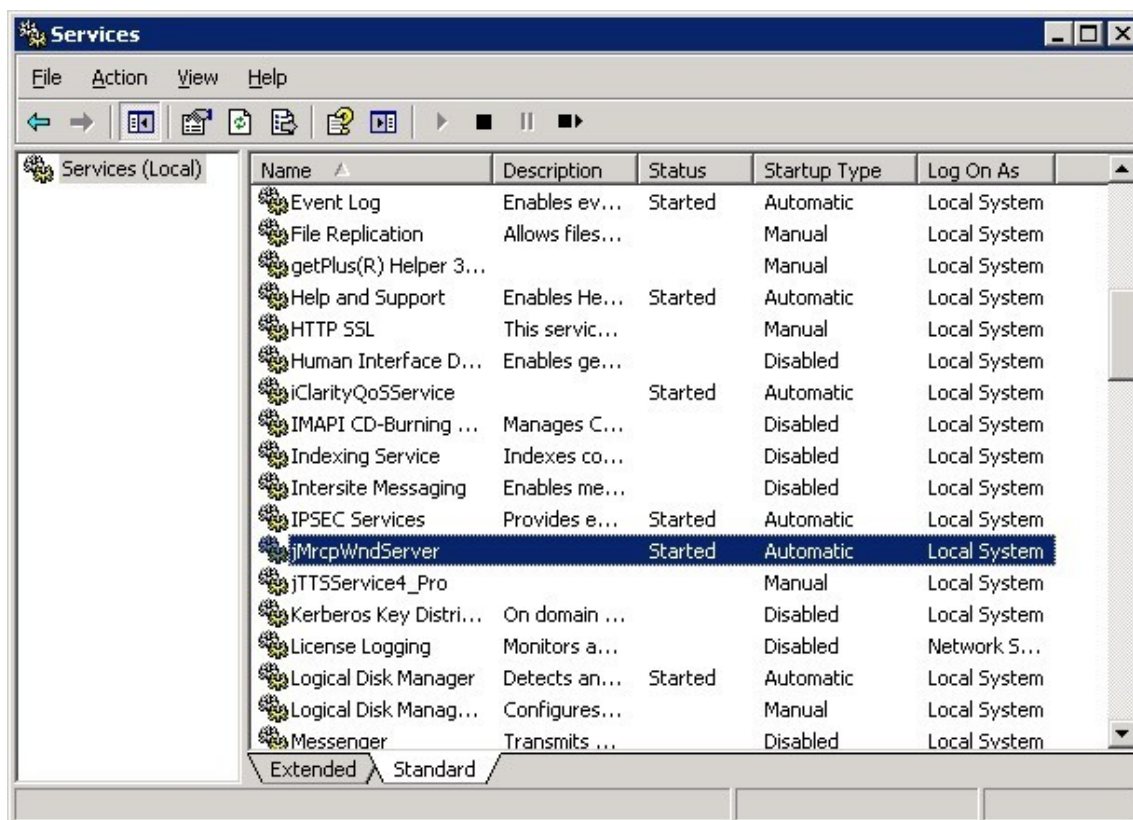 Services
File Action View Help
Services (Local)
Name Description Status Startup Type Log On As
Event Log Enables ev... Started Automatic Local System
File Replication Allows files... Manual Local System
getPlus(R) Helper 3... Manual Local System
Help and Support Enables He... Started Automatic Local System
HTTP SSL This servic... Manual Local System
Human Interface D... Enables ge... Disabled Local System
iClarityQoSService Started Automatic Local System
IMAPI CD-Burning ... Manages C... Disabled Local System
Indexing Service Indexes co... Disabled Local System
Intersite Messaging Enables me... Disabled Local System
IPSEC Services Provides e... Started Automatic Local System
jMrcpWndServer Started Automatic Local System
jTTSService4_Pro Manual Local System
Kerberos Key Distri... On domain ... Disabled Local System
License Logging Monitors a... Disabled Network S...
Logical Disk Manager Detects an... Started Automatic Local System
Logical Disk Manag... Configures... Manual Local System
Messenger Transmits ... Disabled Local System
Extended Standard